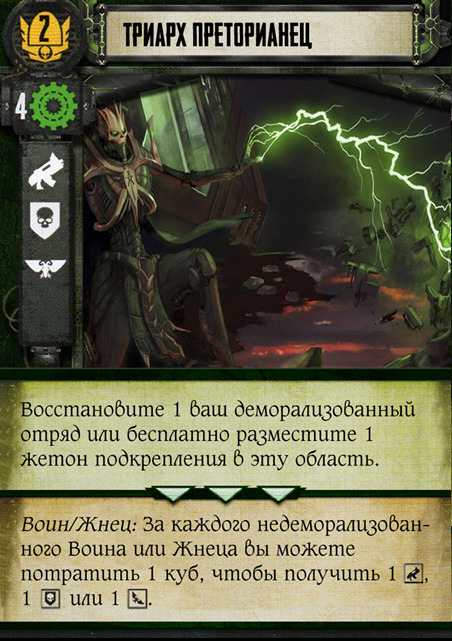 2
ТРИАРХ ПРЕТОРИАНЕЦ
4
Восстановите 1 ваш деморализованный
отряд или бесплатно разместите 1
жетон подкрепления в эту область.
Воин/Жнец: За каждого недеморализован-
ного Воина или Жнеца вы можете
потратить 1 куб, чтобы получить 1 ,
1 или 1 .